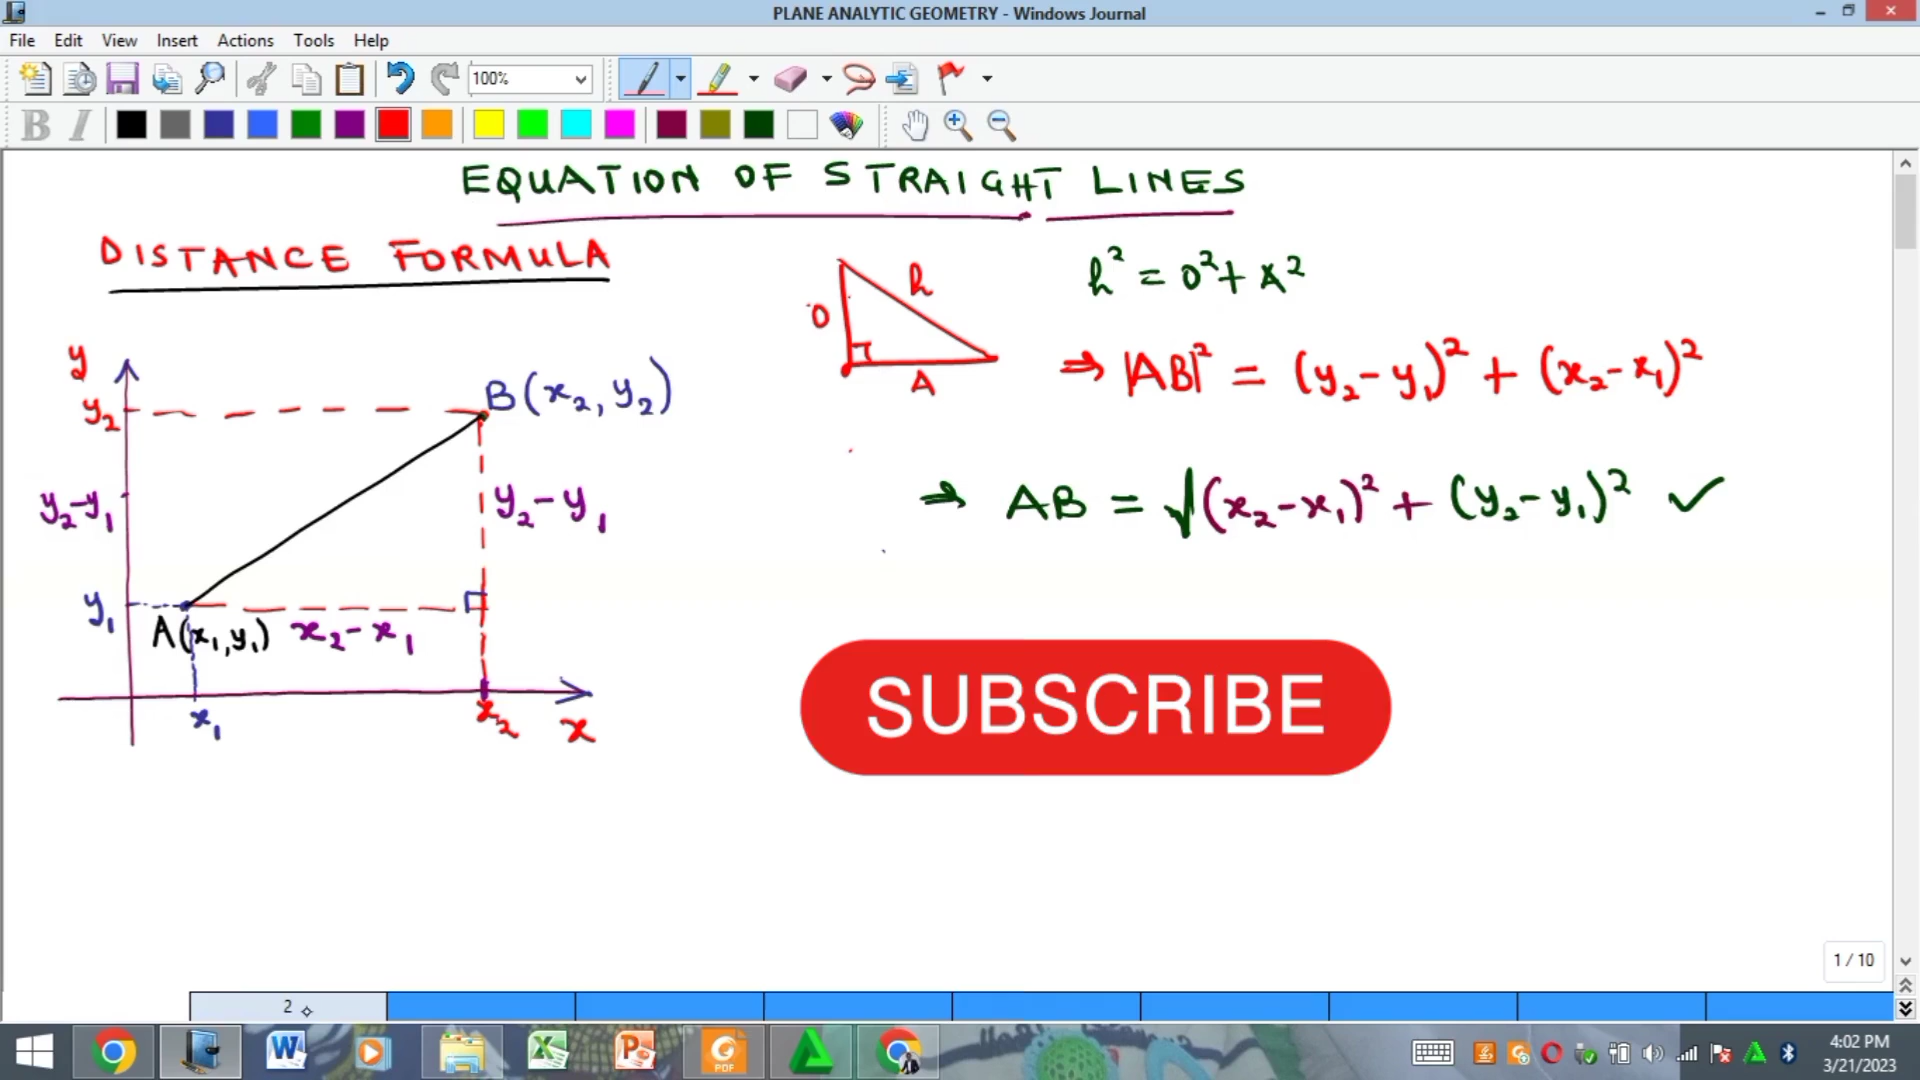 PLANE ANALYTIC GEOMETRY - Windows Journal
File Edit View Insert Actions Tools Help
100%
B I
EQUATION OF STRAIGHT LINES
DISTANCE FORMULA
h² = O² + A²
O
h
A
⇒ |AB|² = (y₂-y₁)² + (x₂-x₁)²
⇒ AB = √(x₂-x₁)² + (y₂-y₁)² ✓
y
y₂
B(x₂, y₂)
y₂-y₁
y₂-y₁
y₁
A(x₁,y₁)
x₂-x₁
x₁
x₂
x
SUBSCRIBE
1 / 10
2
PDF
4:02 PM
3/21/2023